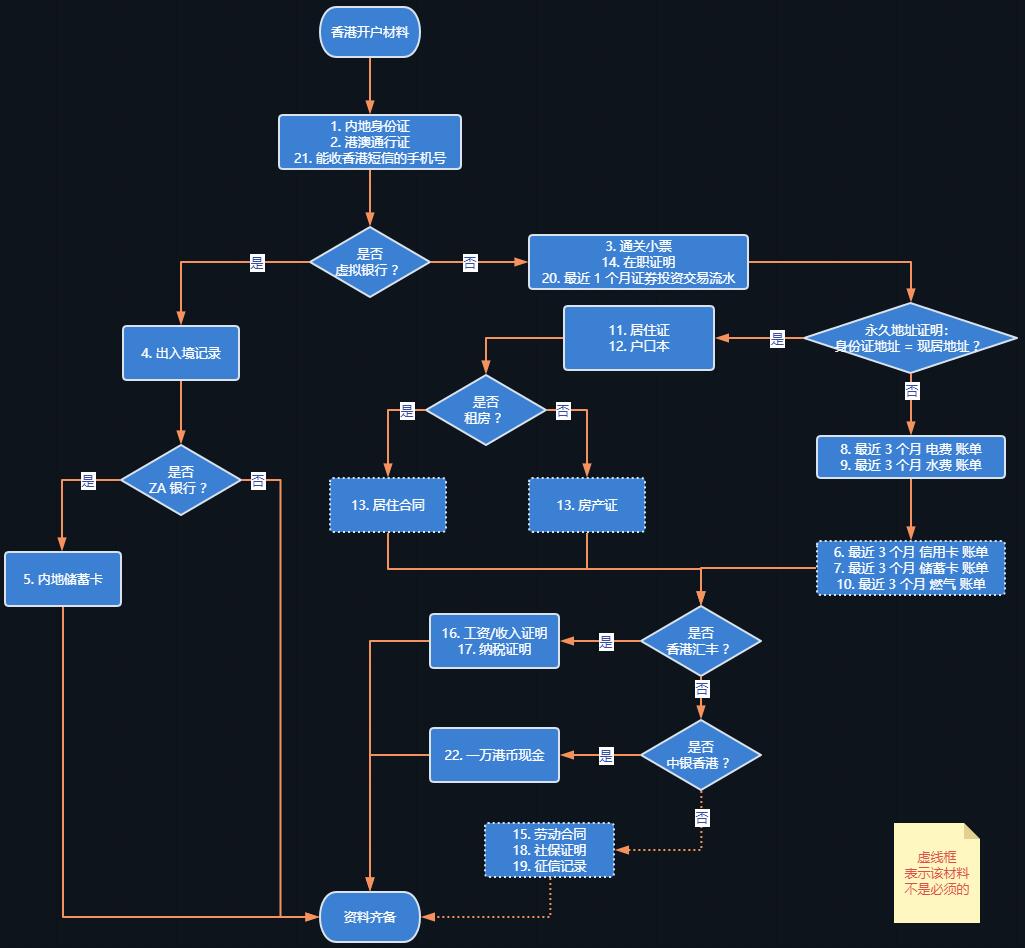 香港开户材料
1. 内地身份证
2. 港澳通行证
21. 能收香港短信的手机号
是否
虚拟银行？
是
否
3. 通关小票
14. 在职证明
20. 最近 1 个月证券投资交易流水
11. 居住证
12. 户口本
是
永久地址证明：
身份证地址 = 现居地址？
否
4. 出入境记录
是否
租房？
是
否
8. 最近 3 个月 电费 账单
9. 最近 3 个月 水费 账单
是否
ZA 银行？
是
否
13. 居住合同
13. 房产证
6. 最近 3 个月 信用卡 账单
7. 最近 3 个月 储蓄卡 账单
10. 最近 3 个月 燃气 账单
5. 内地储蓄卡
16. 工资/收入证明
17. 纳税证明
是
是否
香港汇丰？
否
22. 一万港币现金
是
是否
中银香港？
否
15. 劳动合同
18. 社保证明
19. 征信记录
虚线框
表示该材料
不是必须的
资料齐备